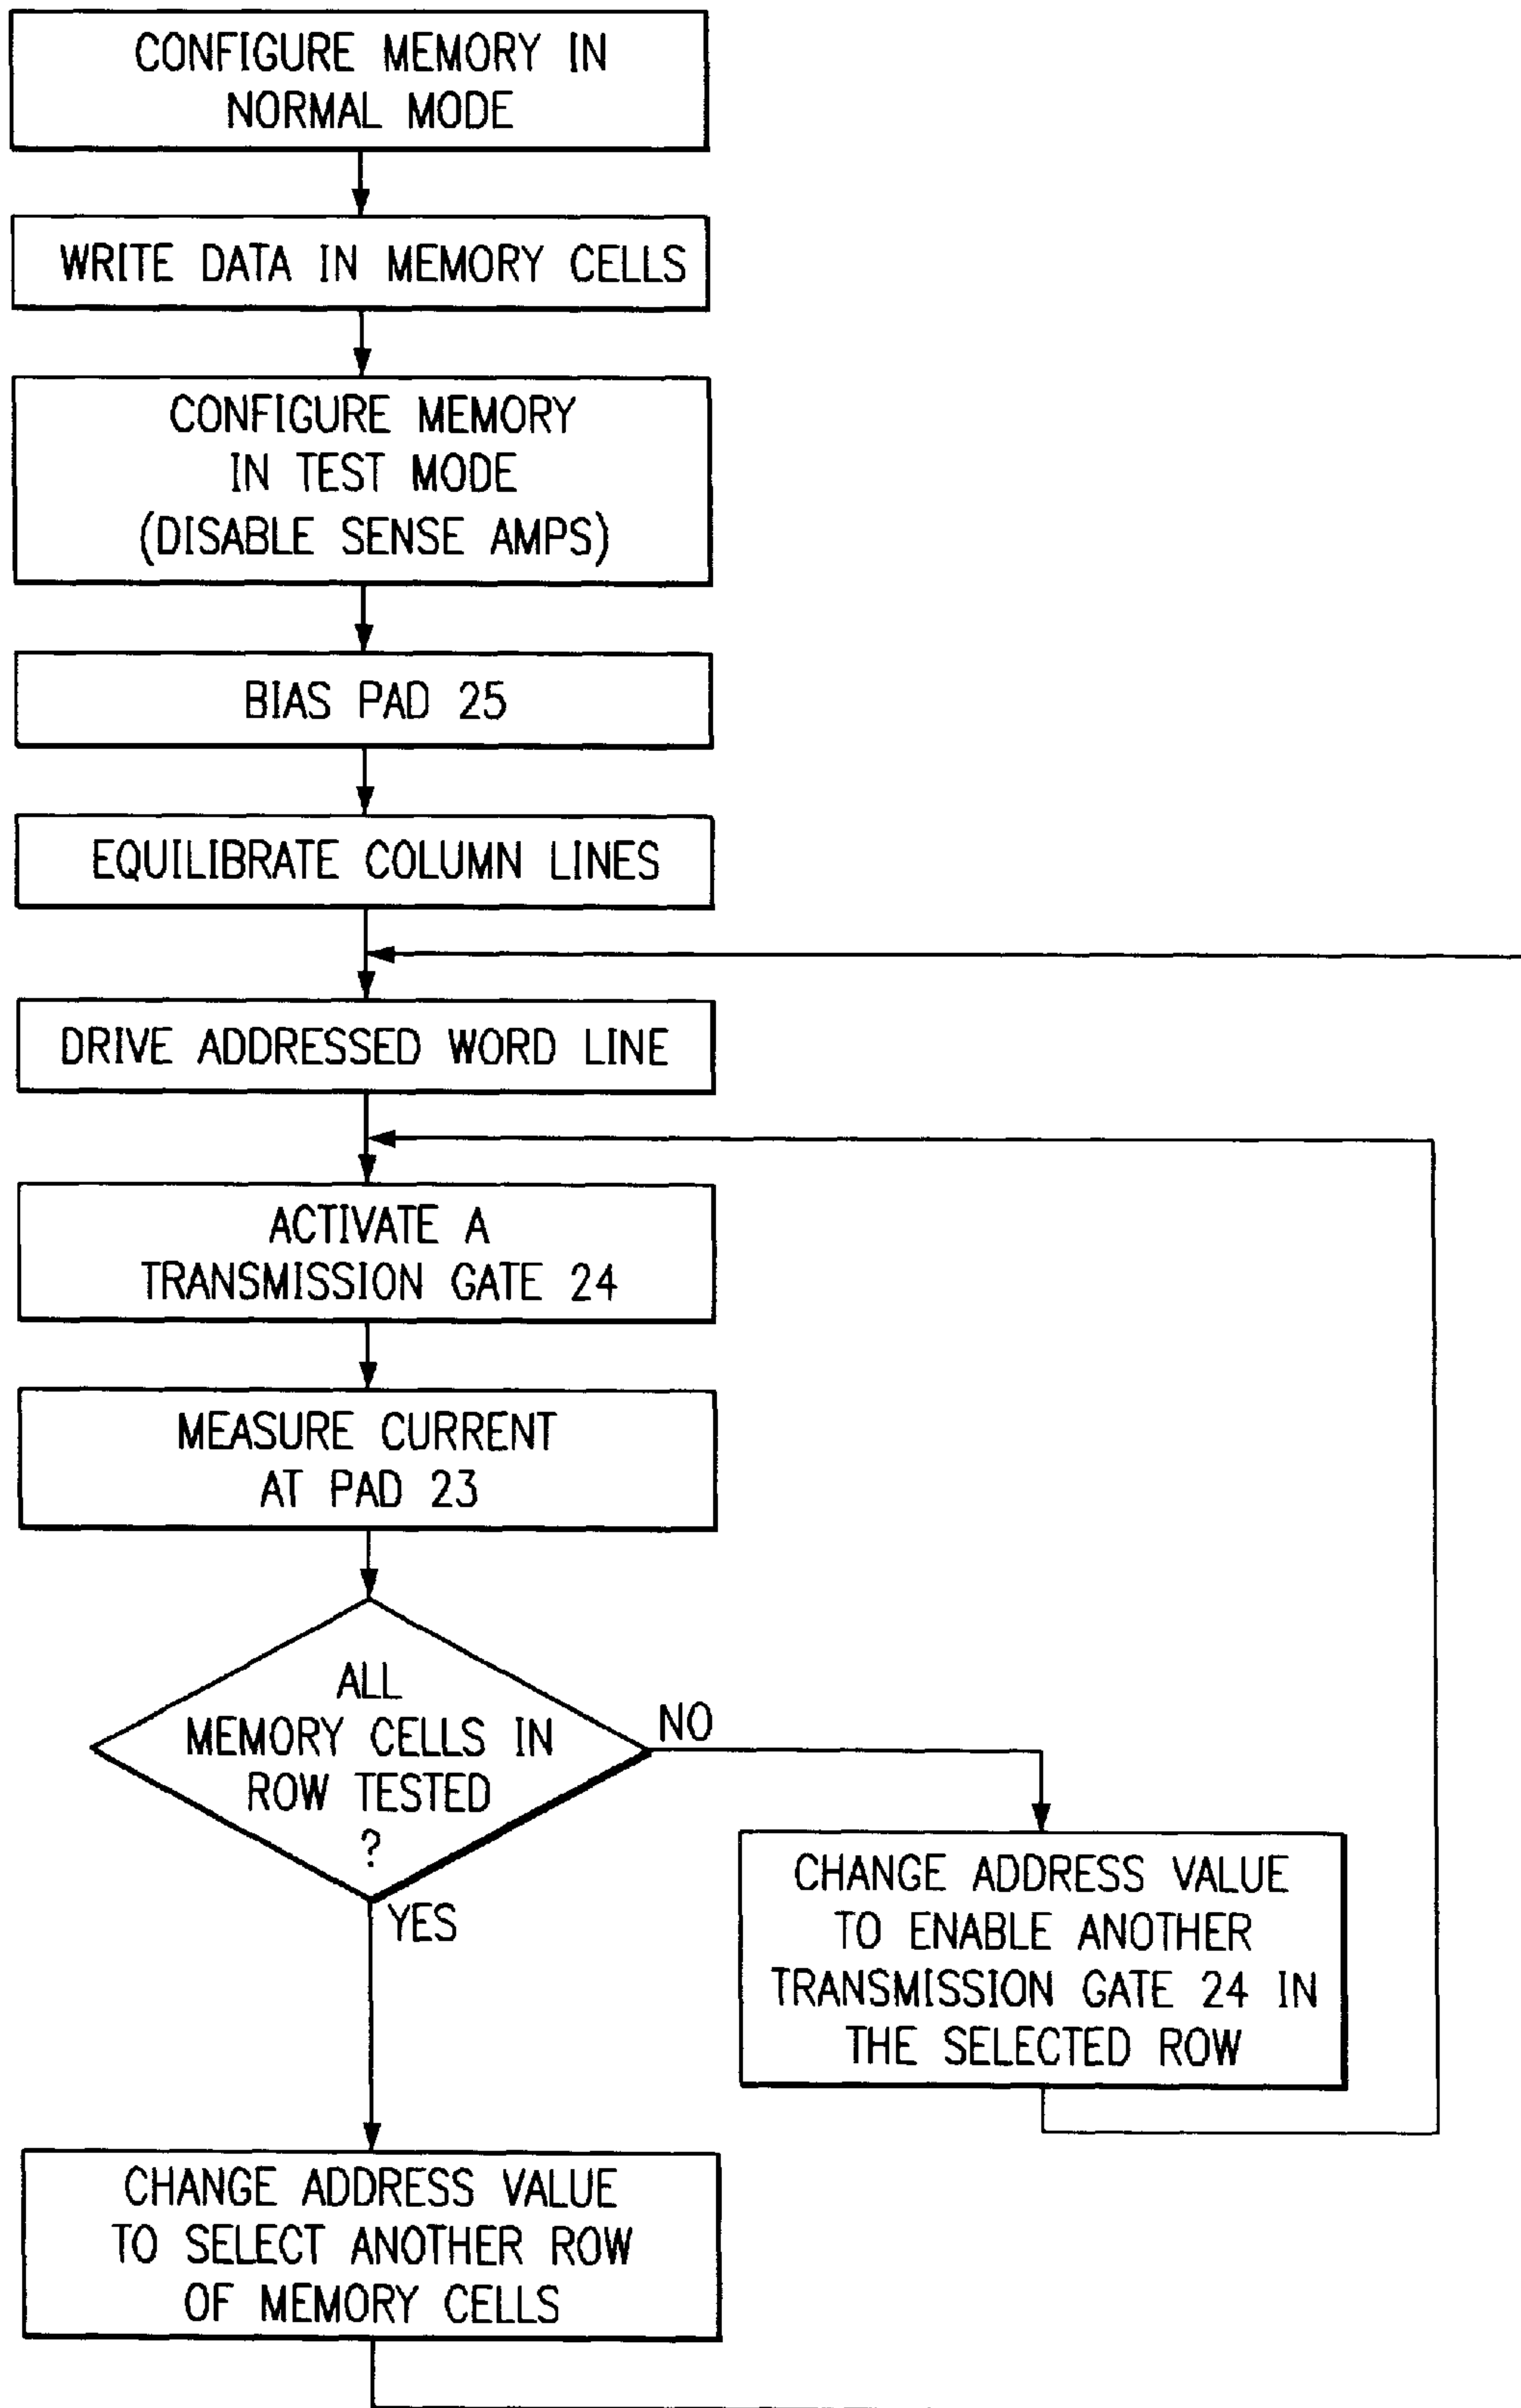 CONFIGURE MEMORY IN
NORMAL MODE
WRITE DATA IN MEMORY CELLS
CONFIGURE MEMORY
IN TEST MODE
(DISABLE SENSE AMPS)
BIAS PAD 25
EQUILIBRATE COLUMN LINES
DRIVE ADDRESSED WORD LINE
ACTIVATE A
TRANSMISSION GATE 24
MEASURE CURRENT
AT PAD 23
ALL
MEMORY CELLS IN
ROW TESTED
?
NO
YES
CHANGE ADDRESS VALUE
TO ENABLE ANOTHER
TRANSMISSION GATE 24 IN
THE SELECTED ROW
CHANGE ADDRESS VALUE
TO SELECT ANOTHER ROW
OF MEMORY CELLS